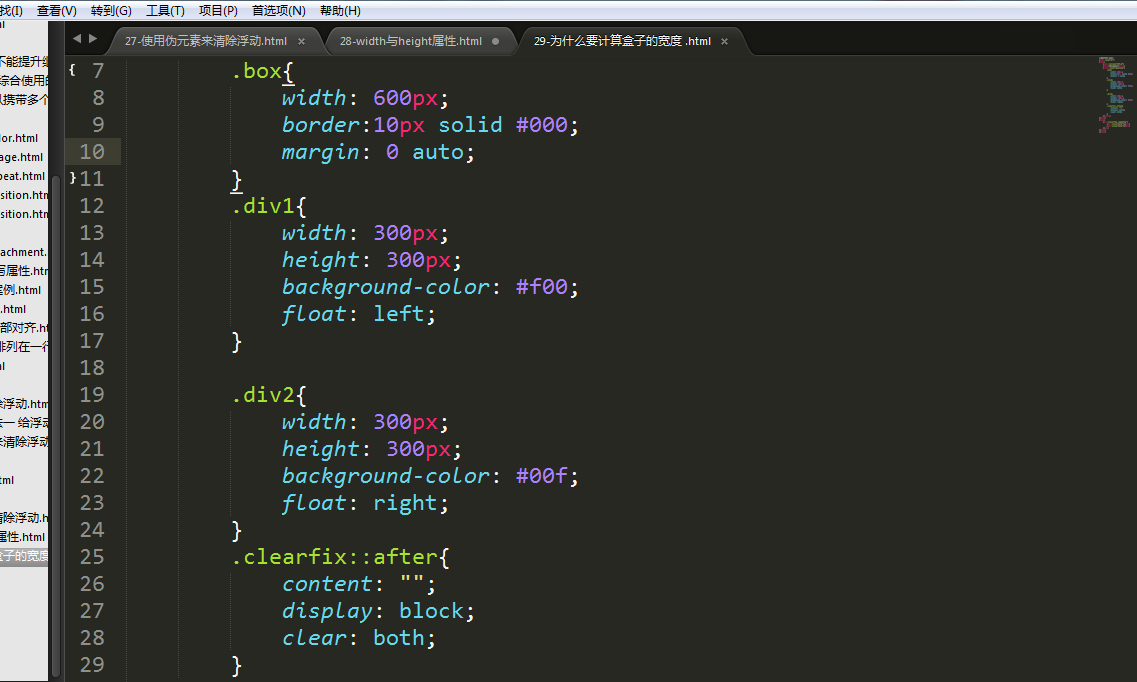 找(I) 查看(V) 转到(G) 工具(T) 项目(P) 首选项(N) 帮助(H)
27-使用伪元素来清除浮动.html × 28-width与height属性.html 29-为什么要计算盒子的宽度 .html ×
不能提升
综合使用的
携带多个
lor.html
age.html
peat.html
sition.htm
sition.htm
achment.
写属性.htm
案例.html
.html
部对齐.ht
排列在一行
ml
除浮动.htm
一 给浮动
来清除浮动
tml
清除浮动.h
属性.html
盒子的宽度
{ 7 .box{
8 width: 600px;
9 border:10px solid #000;
10 margin: 0 auto;
} 11 }
12 .div1{
13 width: 300px;
14 height: 300px;
15 background-color: #f00;
16 float: left;
17 }
18
19 .div2{
20 width: 300px;
21 height: 300px;
22 background-color: #00f;
23 float: right;
24 }
25 .clearfix::after{
26 content: "";
27 display: block;
28 clear: both;
29 }